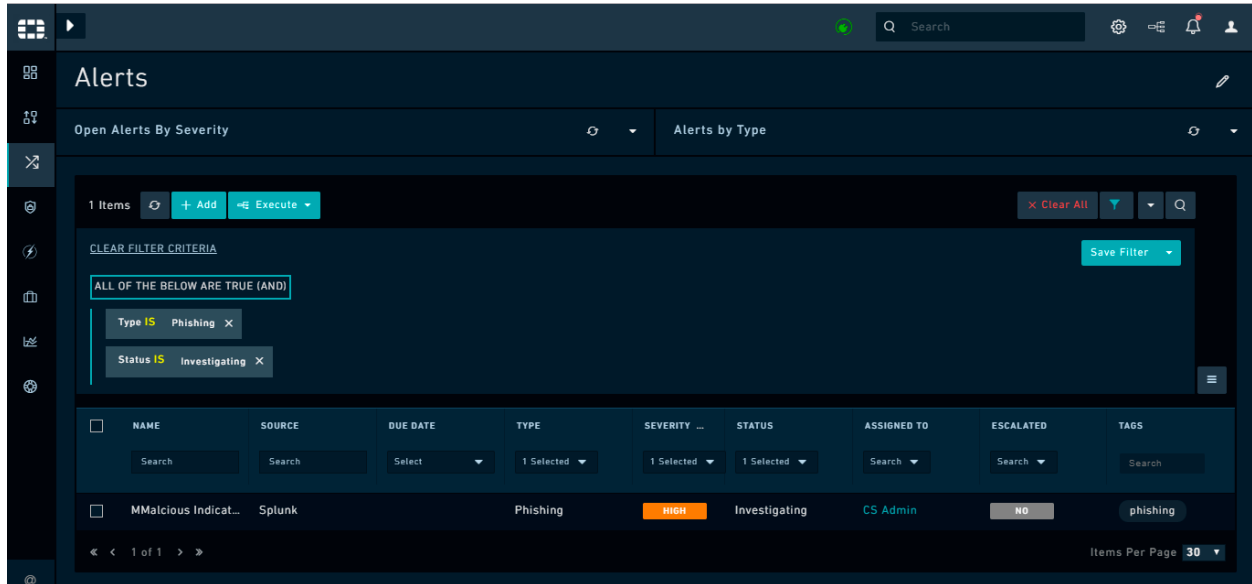 Search
Alerts
Open Alerts By Severity
Alerts by Type
1 Items
+ Add
Execute
× Clear All
CLEAR FILTER CRITERIA
Save Filter
ALL OF THE BELOW ARE TRUE (AND)
Type IS Phishing ×
Status IS Investigating ×
NAME SOURCE DUE DATE TYPE SEVERITY ... STATUS ASSIGNED TO ESCALATED TAGS
Search Search Select 1 Selected 1 Selected 1 Selected Search Search Search
MMalcious Indicat... Splunk Phishing HIGH Investigating CS Admin NO phishing
« < 1 of 1 > »
Items Per Page 30
@